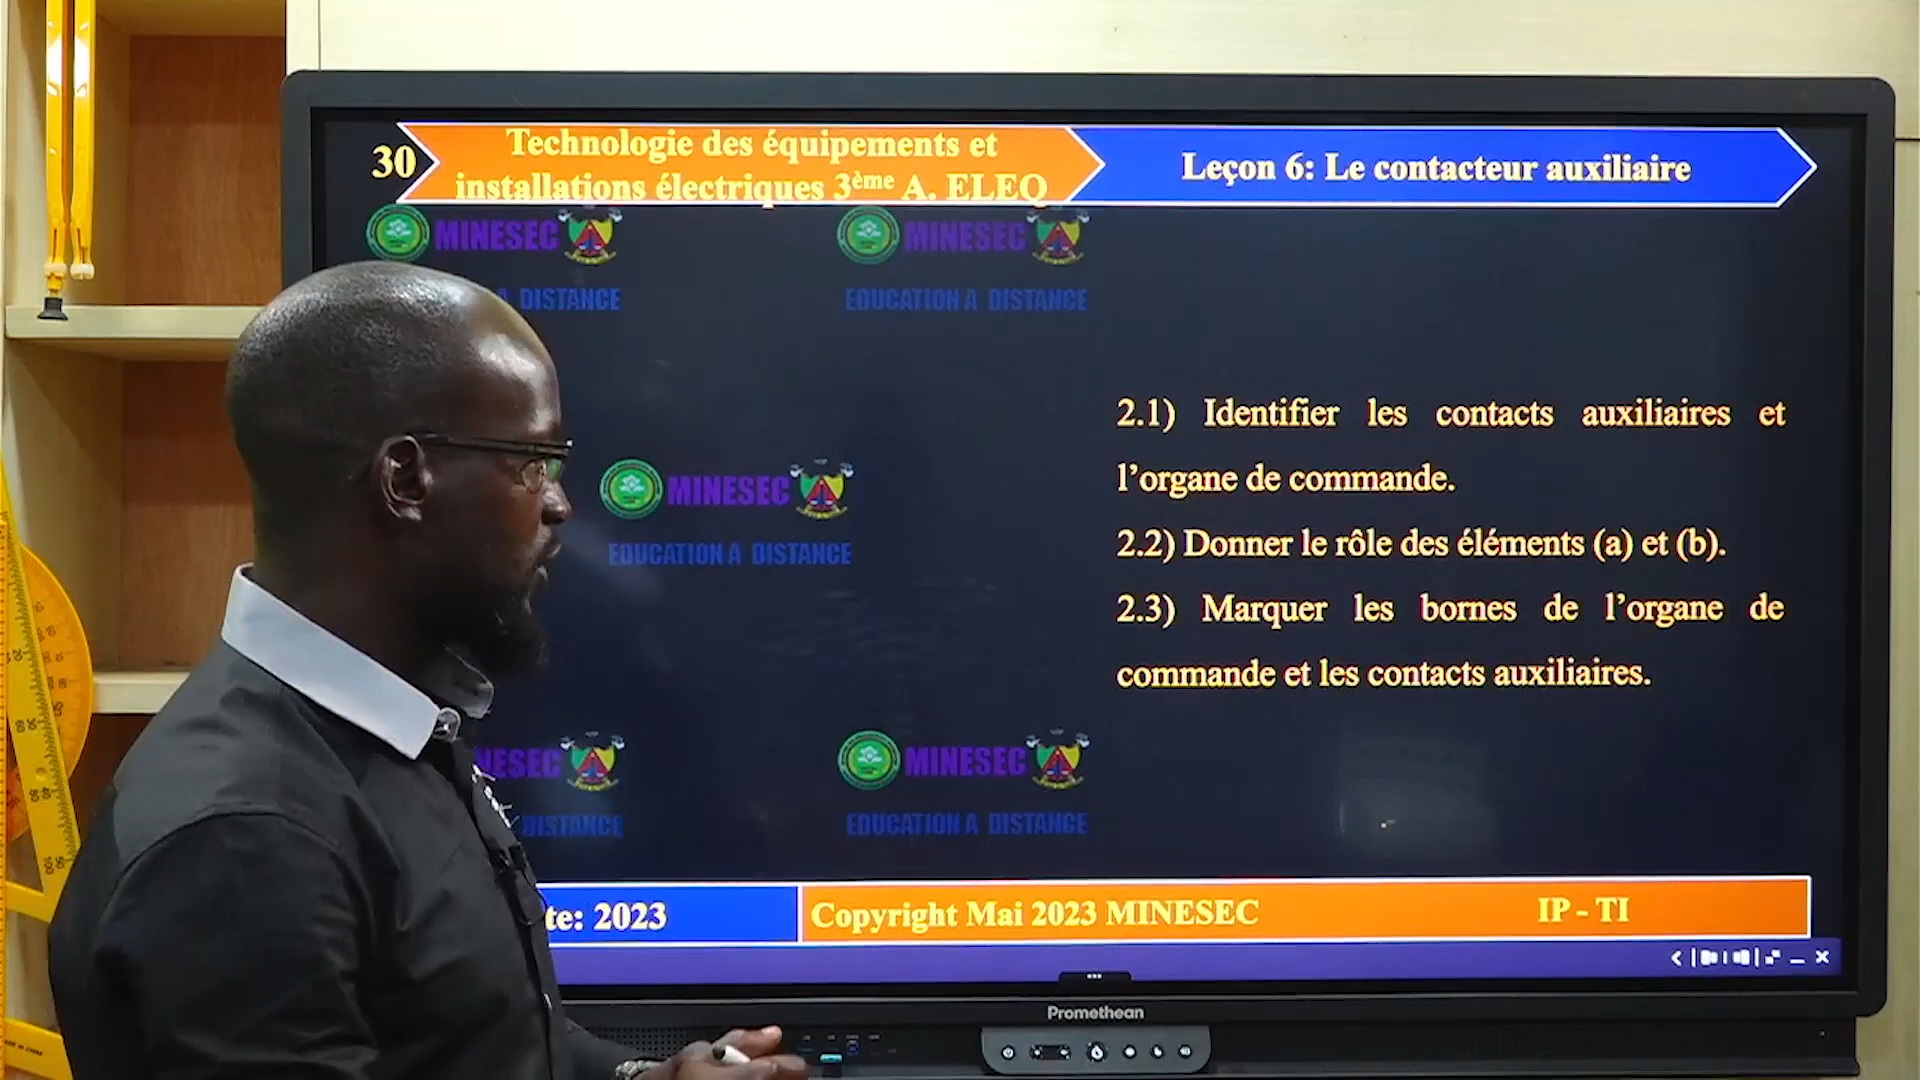 30
Technologie des équipements et
installations électriques 3ème A. ELEQ
Leçon 6: Le contacteur auxiliaire
MINESEC
MINESEC
DISTANCE
EDUCATION A DISTANCE
2.1) Identifier les contacts auxiliaires et
l'organe de commande.
2.2) Donner le rôle des éléments (a) et (b).
2.3) Marquer les bornes de l'organe de
commande et les contacts auxiliaires.
MINESEC
EDUCATION A DISTANCE
NESEC
MINESEC
DISTANCE
EDUCATION A DISTANCE
te: 2023
Copyright Mai 2023 MINESEC
IP - TI
Promethean